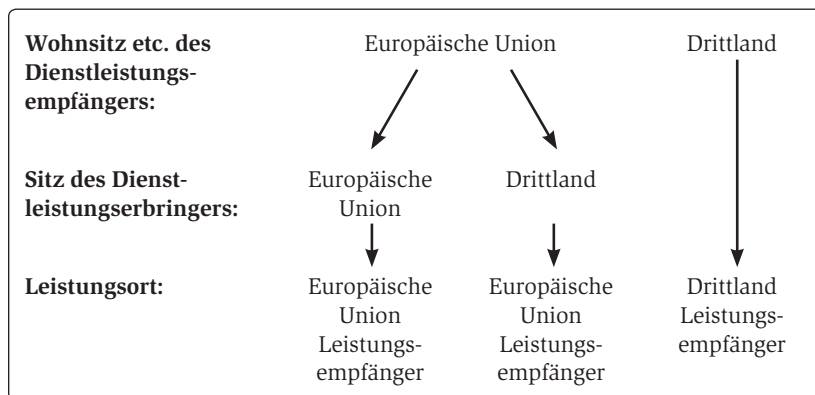 Wohnsitz etc. des
Dienstleistungs-
empfängers:
Europäische Union
Drittland
Sitz des Dienst-
leistungserbringers:
Europäische
Union
Drittland
Leistungsort:
Europäische
Union
Leistungs-
empfänger
Europäische
Union
Leistungs-
empfänger
Drittland
Leistungs-
empfänger